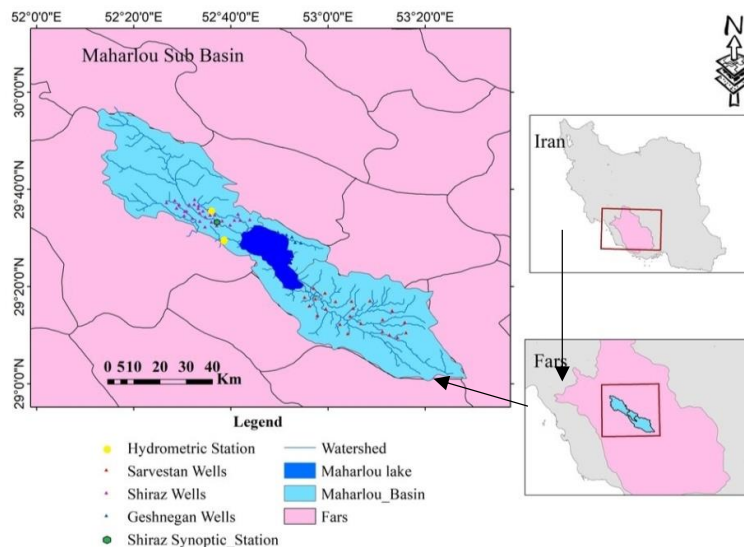 52°0'0"E 52°20'0"E 52°40'0"E 53°0'0"E 53°20'0"E
Maharlou Sub Basin
30°0'0"N
29°40'0"N
29°20'0"N
29°0'0"N
0 5 10 20 30 40
Km
N
Iran
Fars
Legend
Hydrometric Station
Sarvestan Wells
Shiraz Wells
Geshnegan Wells
Shiraz Synoptic_Station
Watershed
Maharlou lake
Maharlou_Basin
Fars